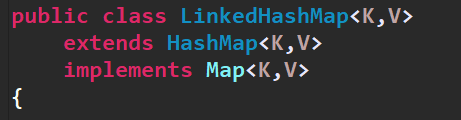 public class LinkedHashMap<K,V>
    extends HashMap<K,V>
    implements Map<K,V>
{